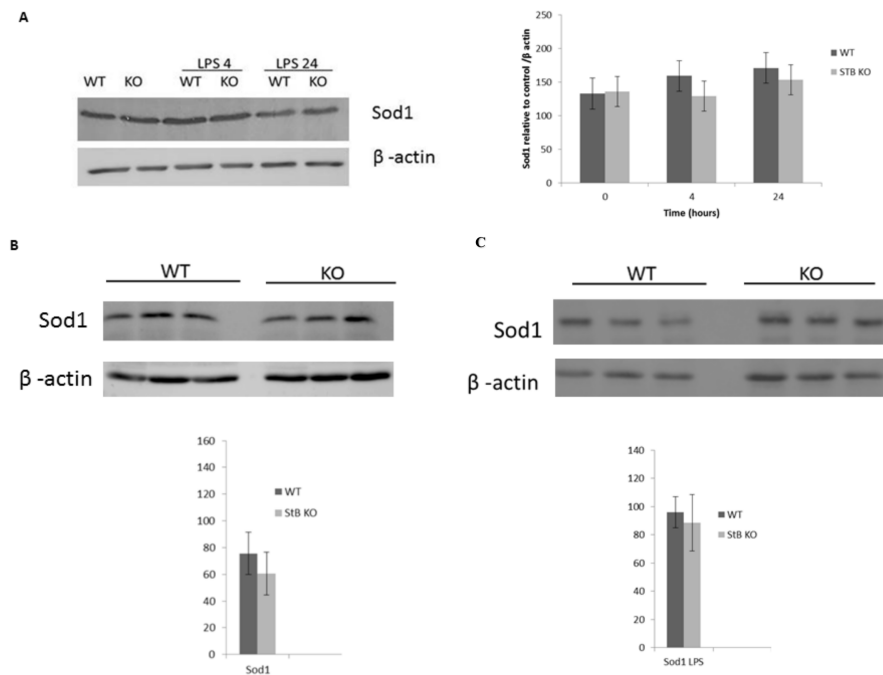 A
LPS 4 LPS 24
WT KO WT KO WT KO
Sod1
β -actin
Sod1 relative to control /β actin
250
200
150
100
50
0
0 4 24
Time (hours)
WT
STB KO
B
WT KO
Sod1
β -actin
160
140
120
100
80
60
40
20
0
Sod1
WT
StB KO
C
WT KO
Sod1
β -actin
140
120
100
80
60
40
20
0
Sod1 LPS
WT
StB KO